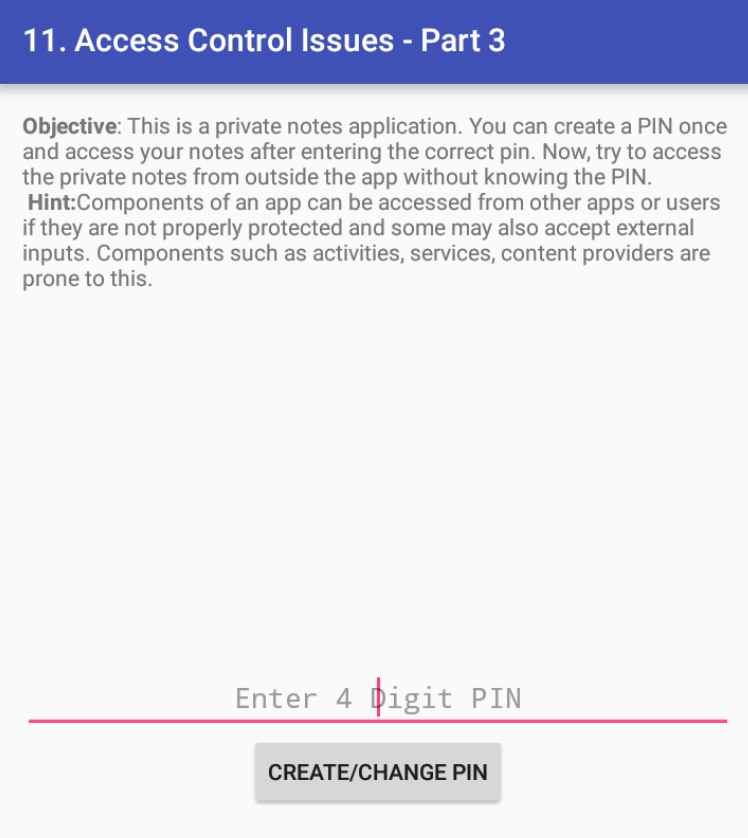 11. Access Control Issues - Part 3
Objective: This is a private notes application. You can create a PIN once
and access your notes after entering the correct pin. Now, try to access
the private notes from outside the app without knowing the PIN.
Hint:Components of an app can be accessed from other apps or users
if they are not properly protected and some may also accept external
inputs. Components such as activities, services, content providers are
prone to this.
Enter 4 Digit PIN
CREATE/CHANGE PIN